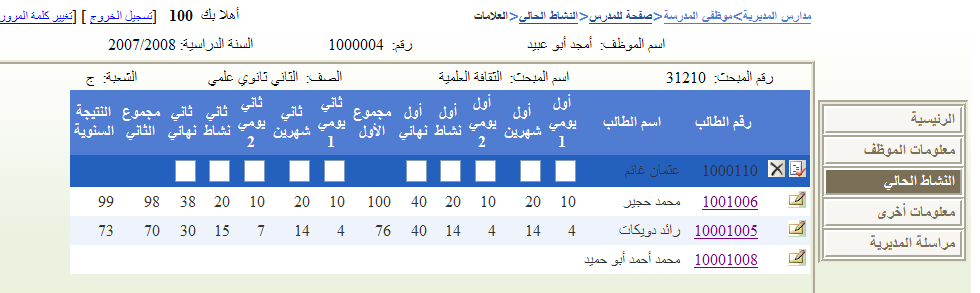 مدارس المديرية>موظفي المدرسة>صفحة للمدرس>النشاط الحالي>العلامات
أهلا بك 100 [تسجيل الخروج] [تغيير كلمة المرور
اسم الموظف: أمجد أبو عبيد رقم: 1000004 السنة الدراسية: 2007/2008
رقم المبحث: 31210 اسم المبحث: الثقافة العلمية الصف: الثاني ثانوي علمي الشعبة: ج
رقم الطالب اسم الطالب أول يومي 1 أول شهرين أول يومي 2 أول نشاط أول نهائي مجموع الأول ثاني يومي 1 ثاني شهرين ثاني يومي 2 ثاني نشاط ثاني نهائي مجموع الثاني النتيجة السنوية
1000110 عثمان غانم
1001006 محمد حجير 10 20 10 20 40 100 10 20 10 20 38 98 99
10001005 رائد دويكات 4 14 4 14 40 76 4 14 7 15 30 70 73
10001008 محمد أحمد أبو حميد
الرئيسية
معلومات الموظف
النشاط الحالي
معلومات أخرى
مراسلة المديرية